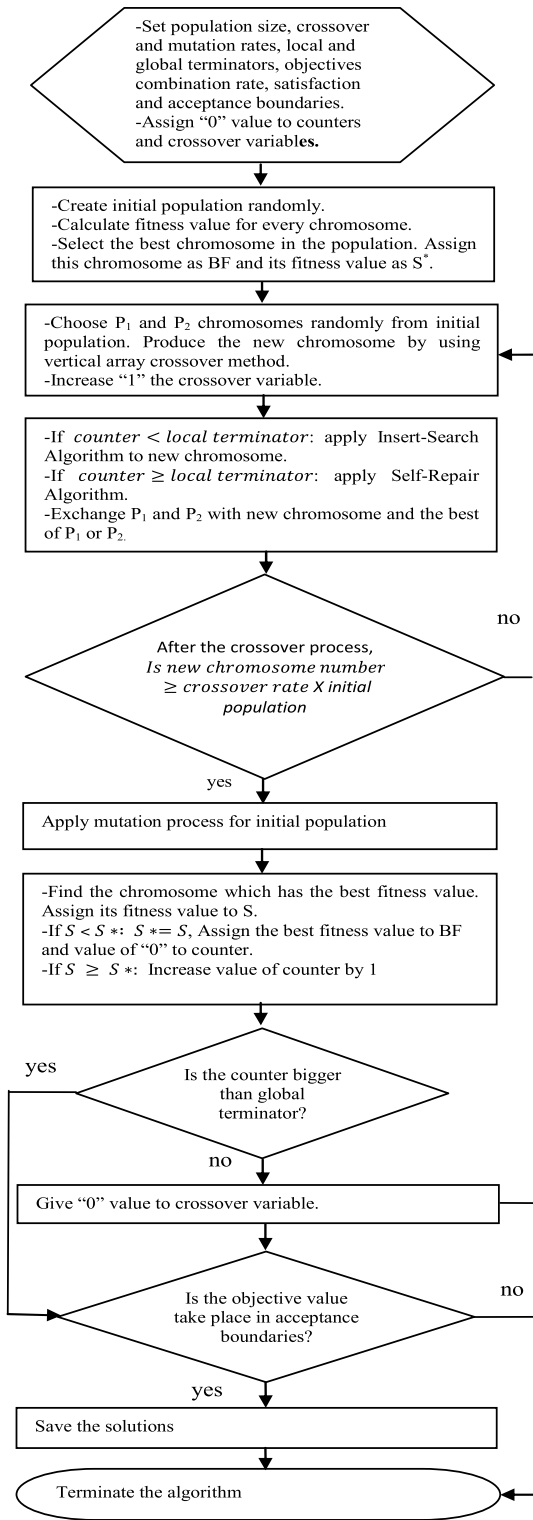 -Set population size, crossover
and mutation rates, local and
global terminators, objectives
combination rate, satisfaction
and acceptance boundaries.
-Assign “0” value to counters
and crossover variables.
-Create initial population randomly.
-Calculate fitness value for every chromosome.
-Select the best chromosome in the population. Assign
this chromosome as BF and its fitness value as S*.
-Choose P₁ and P₂ chromosomes randomly from initial
population. Produce the new chromosome by using
vertical array crossover method.
-Increase “1” the crossover variable.
-If counter < local terminator: apply Insert-Search
Algorithm to new chromosome.
-If counter ≥ local terminator: apply Self-Repair
Algorithm.
-Exchange P₁ and P₂ with new chromosome and the best
of P₁ or P₂.
no
After the crossover process,
Is new chromosome number
≥ crossover rate X initial
population
yes
Apply mutation process for initial population
-Find the chromosome which has the best fitness value.
Assign its fitness value to S.
-If S < S *: S *= S, Assign the best fitness value to BF
and value of “0” to counter.
-If S ≥ S *: Increase value of counter by 1
yes
Is the counter bigger
than global
terminator?
no
Give “0” value to crossover variable.
Is the objective value
take place in acceptance
boundaries?
no
yes
Save the solutions
Terminate the algorithm